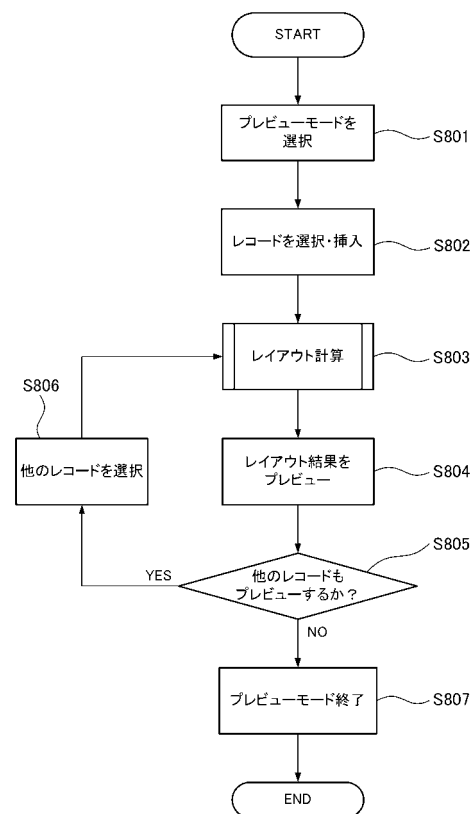 START
プレビューモードを
選択
S801
レコードを選択・挿入
S802
レイアウト計算
S803
S806
他のレコードを選択
レイアウト結果を
プレビュー
S804
S805
他のレコードも
プレビューするか？
YES
NO
プレビューモード終了
S807
END